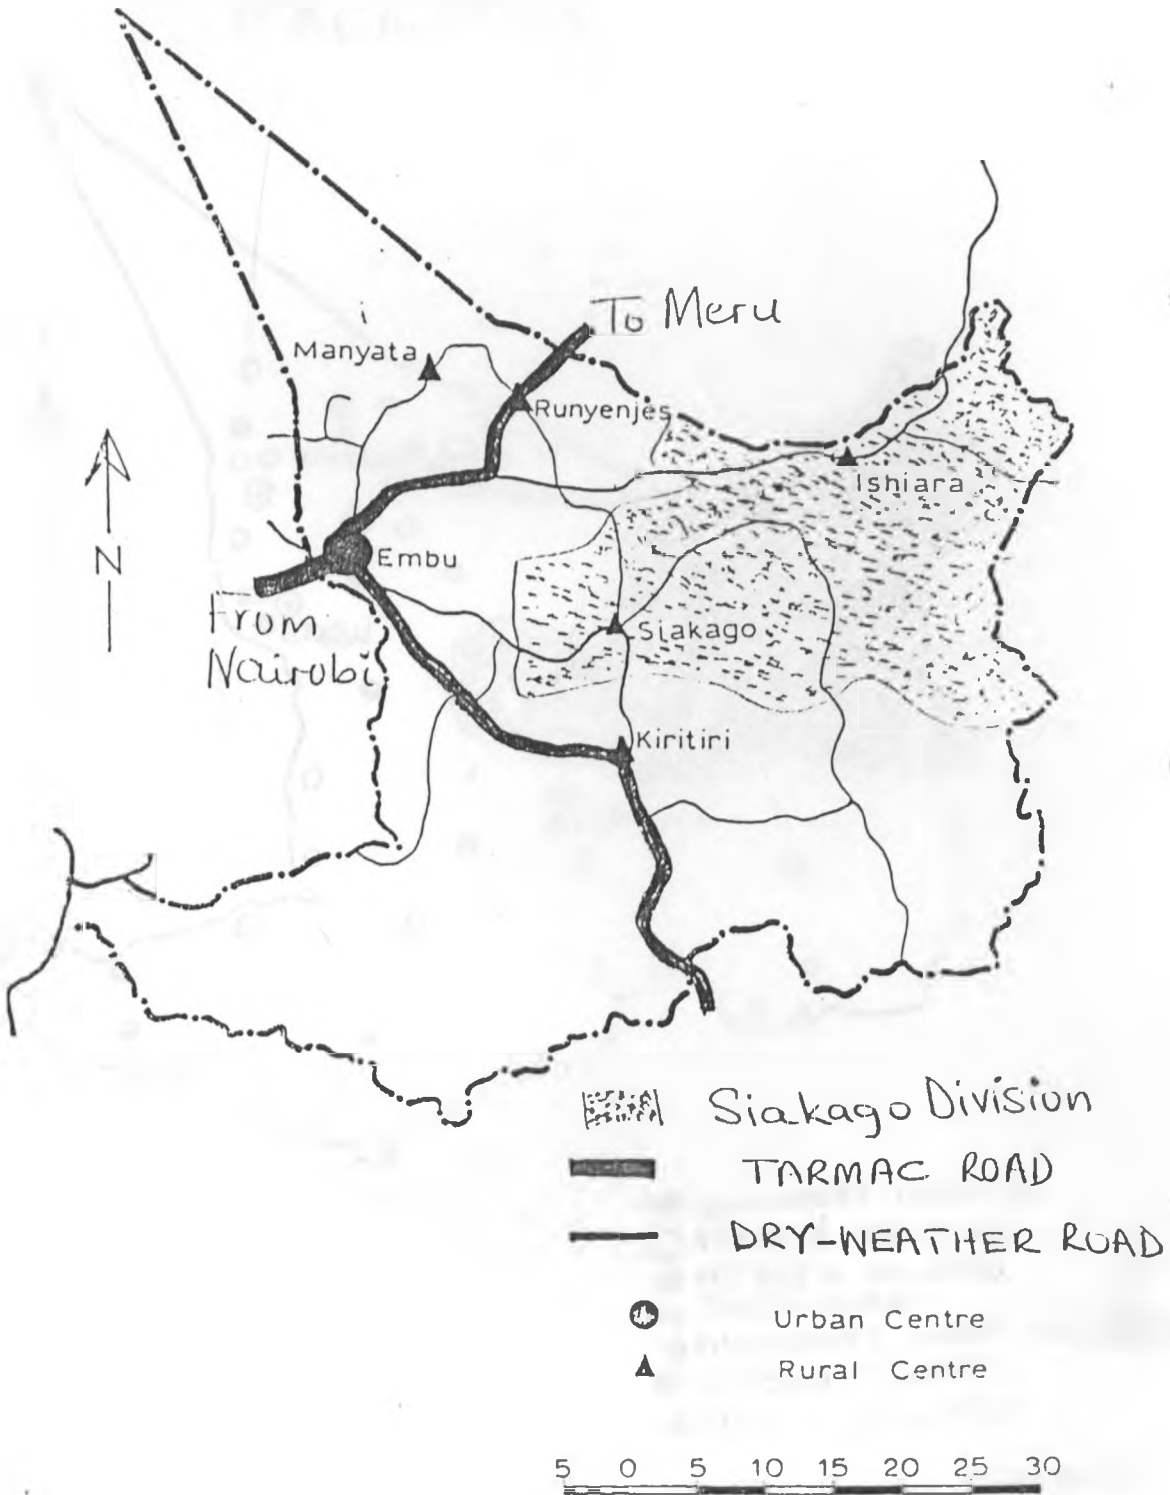 To Meru
Manyata
Runyenjes
Ishiara
N
Embu
From
Nairobi
Siakago
Kiritiri
Siakago Division
TARMAC ROAD
DRY-WEATHER ROAD
Urban Centre
Rural Centre
5 0 5 10 15 20 25 30